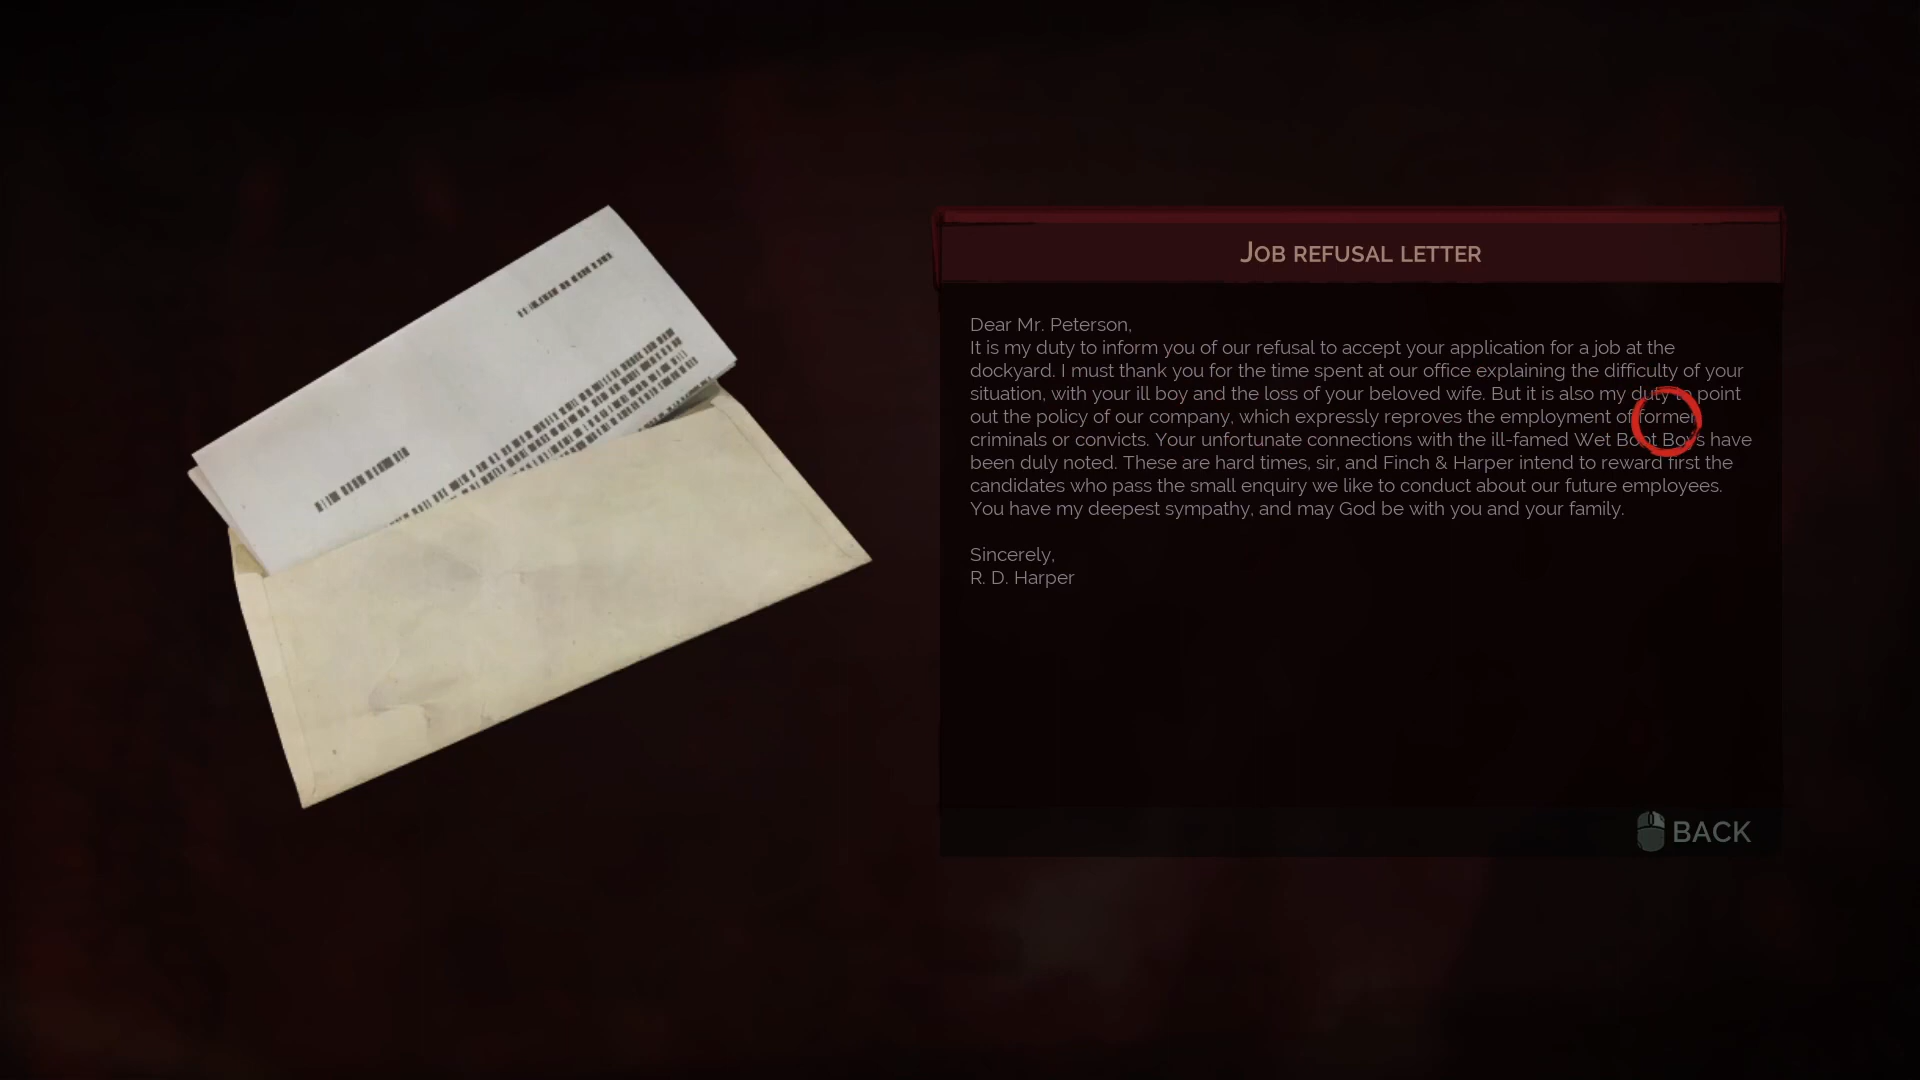 JOB REFUSAL LETTER
Dear Mr. Peterson,
It is my duty to inform you of our refusal to accept your application for a job at the
dockyard. I must thank you for the time spent at our office explaining the difficulty of your
situation, with your ill boy and the loss of your beloved wife. But it is also my duty to point
out the policy of our company, which expressly reproves the employment of former
criminals or convicts. Your unfortunate connections with the ill-famed Wet Boot Boys have
been duly noted. These are hard times, sir, and Finch & Harper intend to reward first the
candidates who pass the small enquiry we like to conduct about our future employees.
You have my deepest sympathy, and may God be with you and your family.
Sincerely,
R. D. Harper
BACK